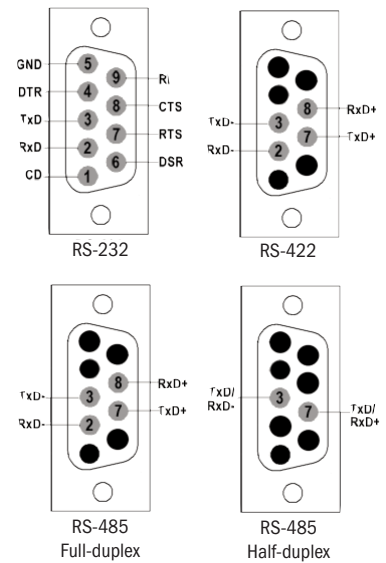 GND 5
9 RI
DTR 4
8 CTS
TxD 3
7 RTS
RxD 2
6 DSR
CD 1
RS-232
8 RxD+
TxD- 3
7 TxD+
RxD- 2
RS-422
8 RxD+
TxD- 3
7 TxD+
RxD- 2
RS-485
Full-duplex
TxD/
RxD-
3
7
TxD/
RxD+
RS-485
Half-duplex